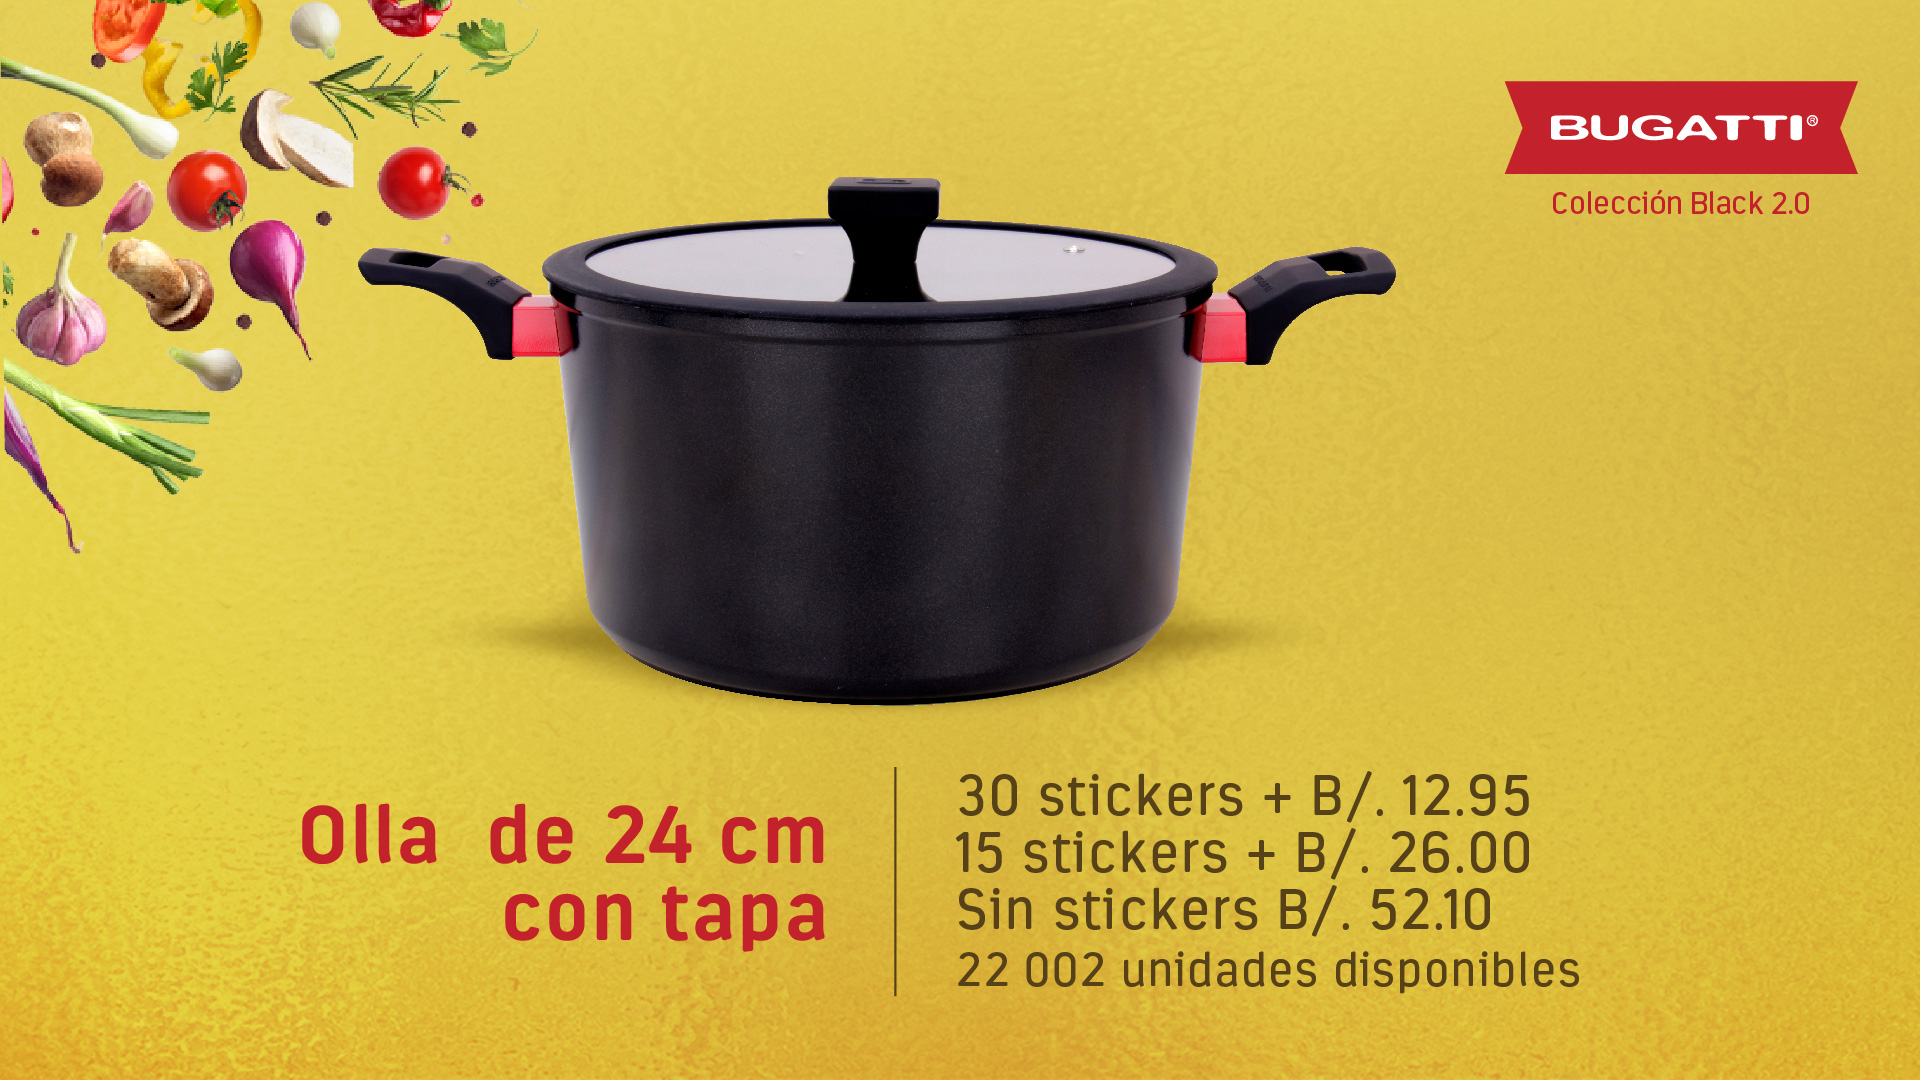 BUGATTI®
Colección Black 2.0
Olla de 24 cm
con tapa
30 stickers + B/. 12.95
15 stickers + B/. 26.00
Sin stickers B/. 52.10
22 002 unidades disponibles